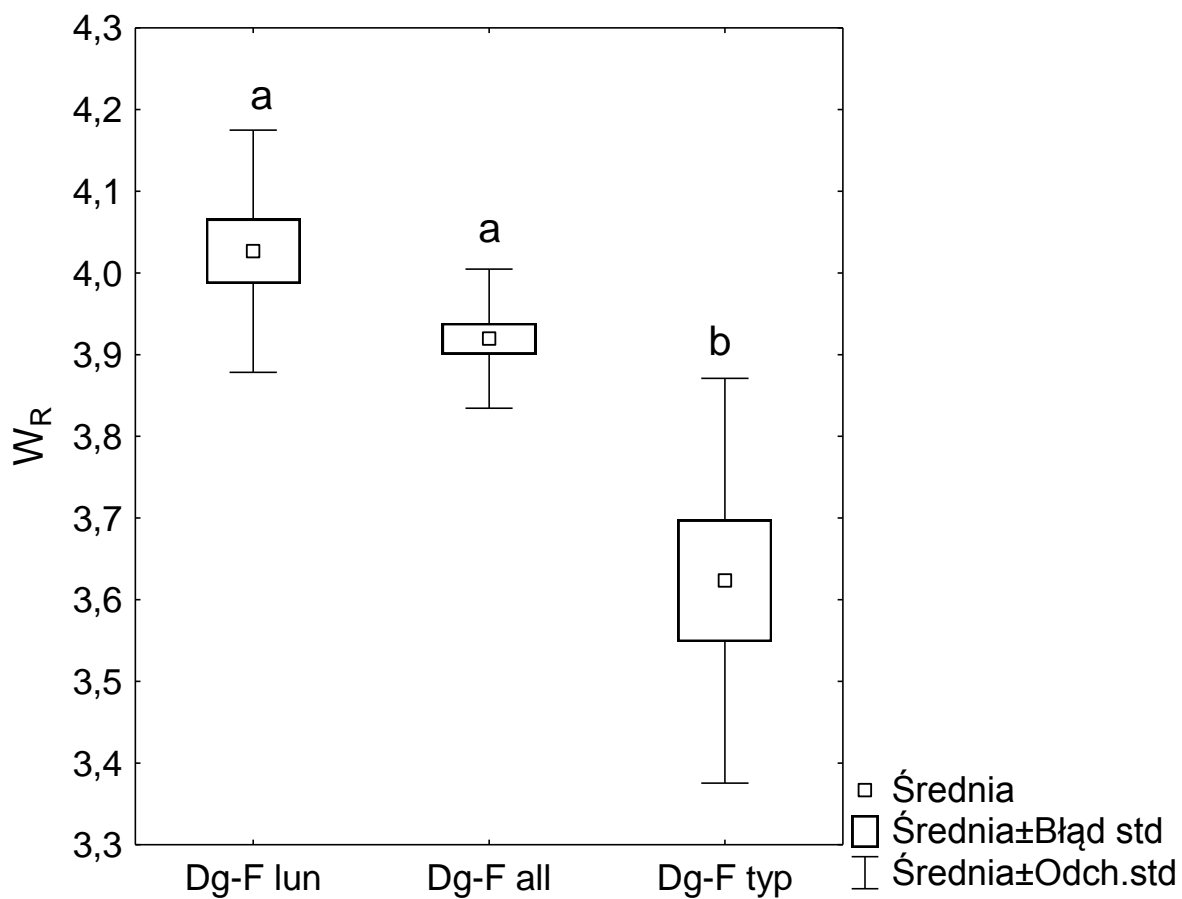 4,3
4,2
4,1
4,0
3,9
3,8
3,7
3,6
3,5
3,4
3,3
W_R
a
a
b
Dg-F lun
Dg-F all
Dg-F typ
Średnia
Średnia±Błąd std
Średnia±Odch.std